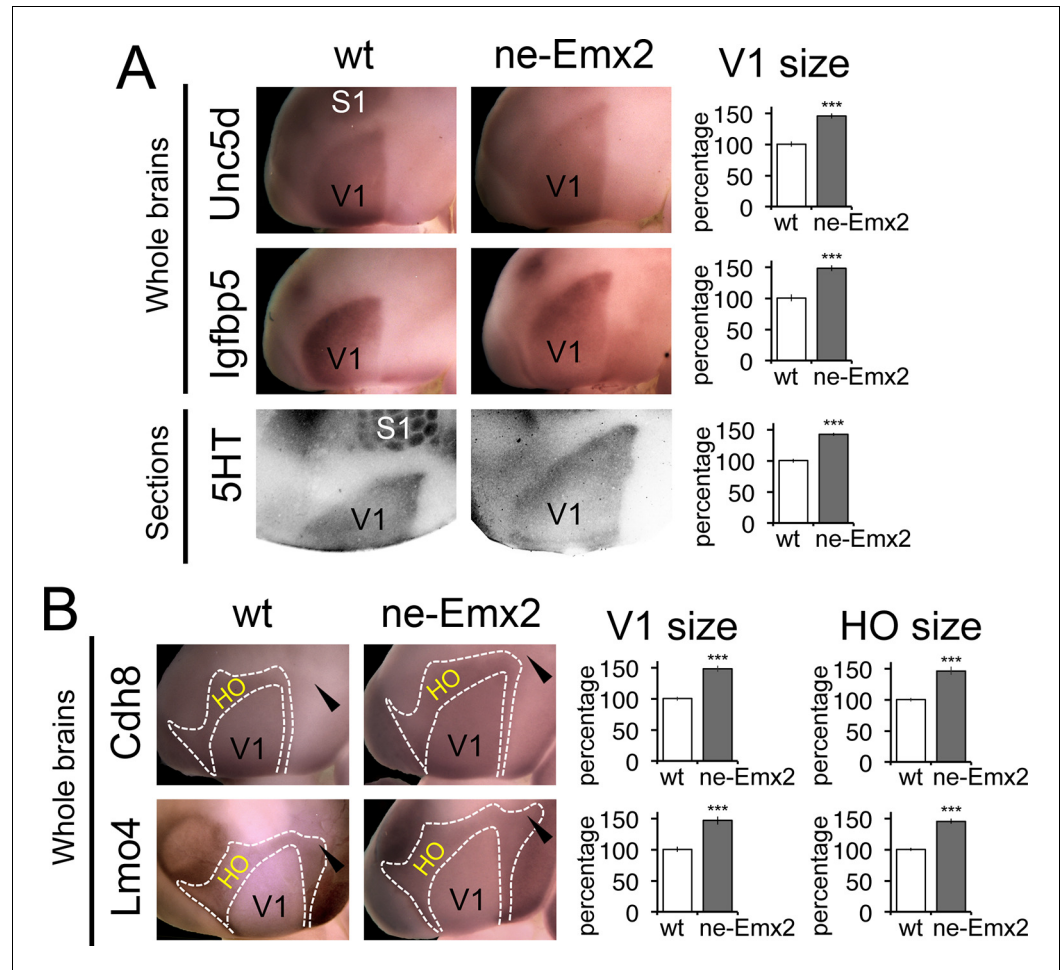 A
wt
ne-Emx2
V1 size
Whole brains
Unc5d
S1
V1
V1
percentage
150
100
50
0
***
wt ne-Emx2
Igfbp5
V1
V1
percentage
150
100
50
0
***
wt ne-Emx2
Sections
5HT
S1
V1
V1
percentage
150
100
50
0
***
wt ne-Emx2
B
wt
ne-Emx2
V1 size
HO size
Whole brains
Cdh8
HO
V1
HO
V1
percentage
150
100
50
0
***
wt ne-Emx2
percentage
150
100
50
0
***
wt ne-Emx2
Lmo4
HO
V1
HO
V1
percentage
150
100
50
0
***
wt ne-Emx2
percentage
150
100
50
0
***
wt ne-Emx2